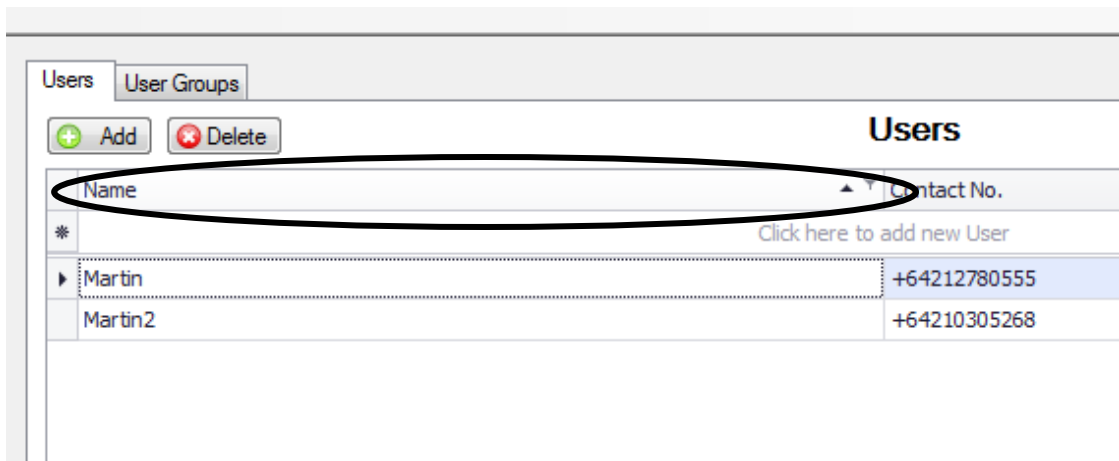 Users User Groups
Add Delete Users
Name Contact No.
Click here to add new User
Martin +64212780555
Martin2 +64210305268